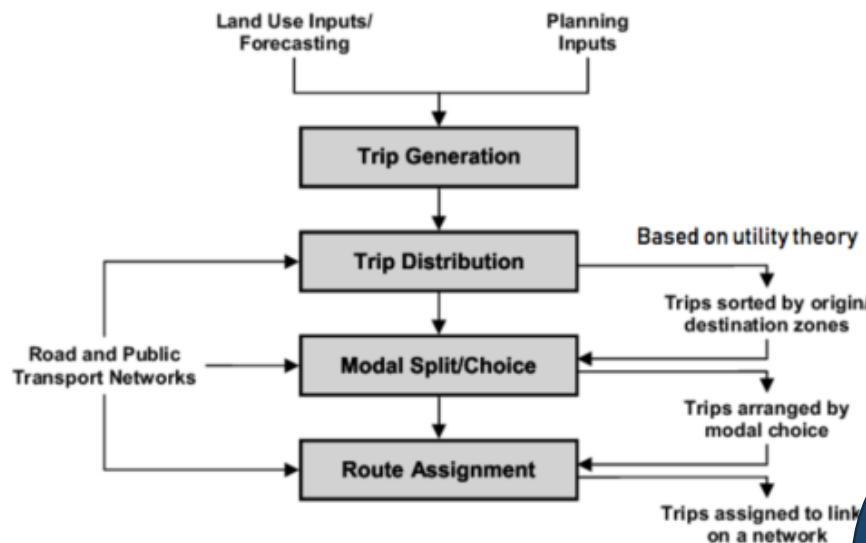 Land Use Inputs/
Forecasting
Planning
Inputs
Trip Generation
Trip Distribution
Based on utility theory
Trips sorted by origin/
destination zones
Road and Public
Transport Networks
Modal Split/Choice
Trips arranged by
modal choice
Route Assignment
Trips assigned to link
on a network